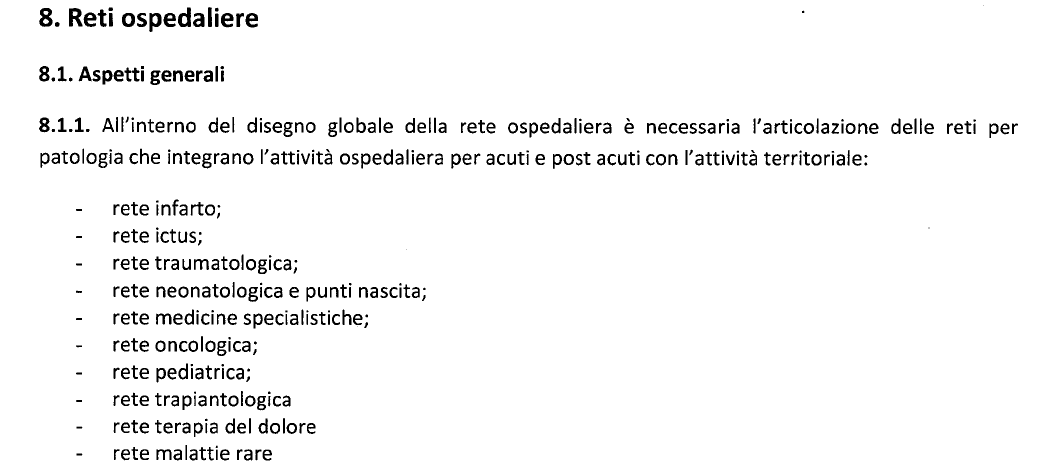 8. Reti ospedaliere
8.1. Aspetti generali
8.1.1. All'interno del disegno globale della rete ospedaliera è necessaria l'articolazione delle reti per
patologia che integrano l'attività ospedaliera per acuti e post acuti con l'attività territoriale:
- rete infarto;
- rete ictus;
- rete traumatologica;
- rete neonatologica e punti nascita;
- rete medicine specialistiche;
- rete oncologica;
- rete pediatrica;
- rete trapiantologica
- rete terapia del dolore
- rete malattie rare